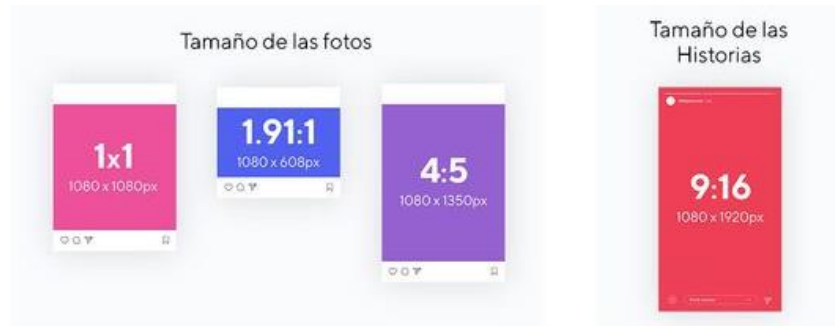 Tamaño de las fotos
1x1
1080 x 1080px
1.91:1
1080 x 608px
4:5
1080 x 1350px
Tamaño de las
Historias
9:16
1080 x 1920px